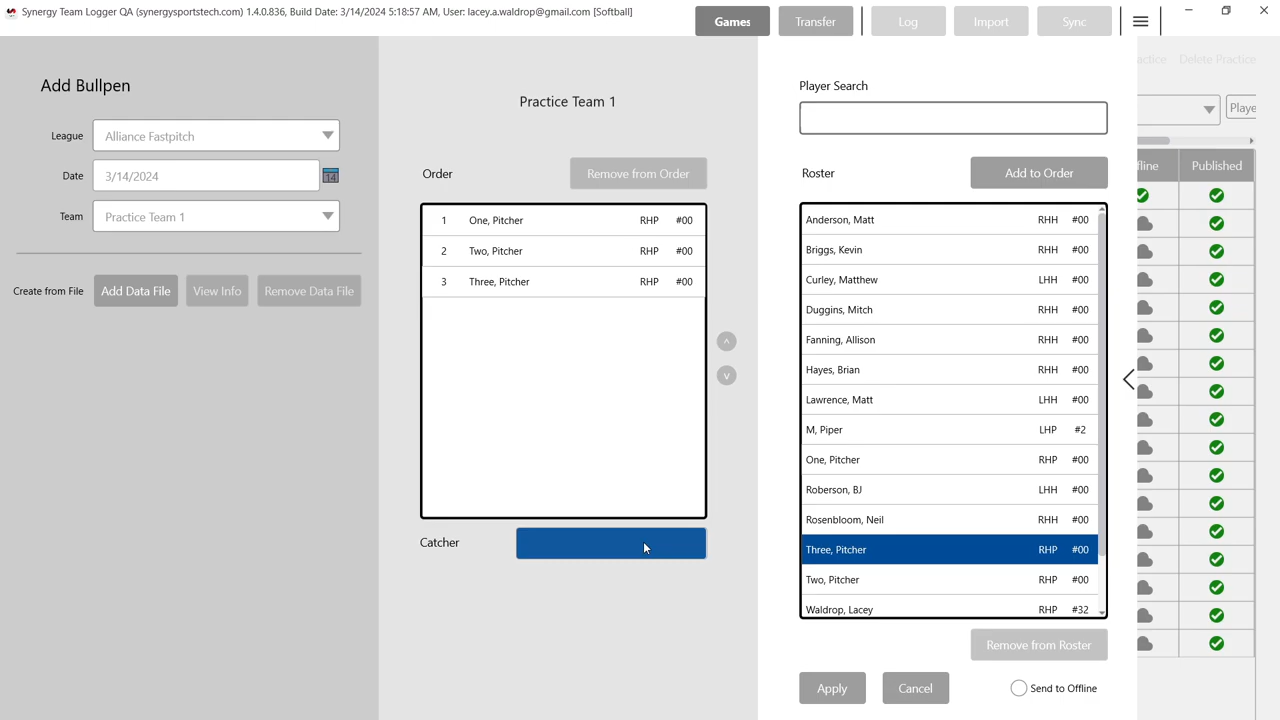 Synergy Team Logger QA (synergysportstech.com) 1.4.0.836, Build Date: 3/14/2024 5:18:57 AM, User: lacey.a.waldrop@gmail.com [Softball]
Games
Transfer
Log
Import
Sync
Add Bullpen
League
Alliance Fastpitch
Date
3/14/2024
14
Team
Practice Team 1
Create from File
Add Data File
View Info
Remove Data File
Practice Team 1
Order
Remove from Order
1 One, Pitcher RHP #00
2 Two, Pitcher RHP #00
3 Three, Pitcher RHP #00
Catcher
Player Search
Roster
Add to Order
Anderson, Matt RHH #00
Briggs, Kevin RHH #00
Curley, Matthew LHH #00
Duggins, Mitch RHH #00
Fanning, Allison RHH #00
Hayes, Brian RHH #00
Lawrence, Matt LHH #00
M, Piper LHP #2
One, Pitcher RHP #00
Roberson, BJ LHH #00
Rosenbloom, Neil RHH #00
Three, Pitcher RHP #00
Two, Pitcher RHP #00
Waldrop, Lacey RHP #32
Remove from Roster
Apply
Cancel
Send to Offline
actice
Delete Practice
Playe
fline
Published